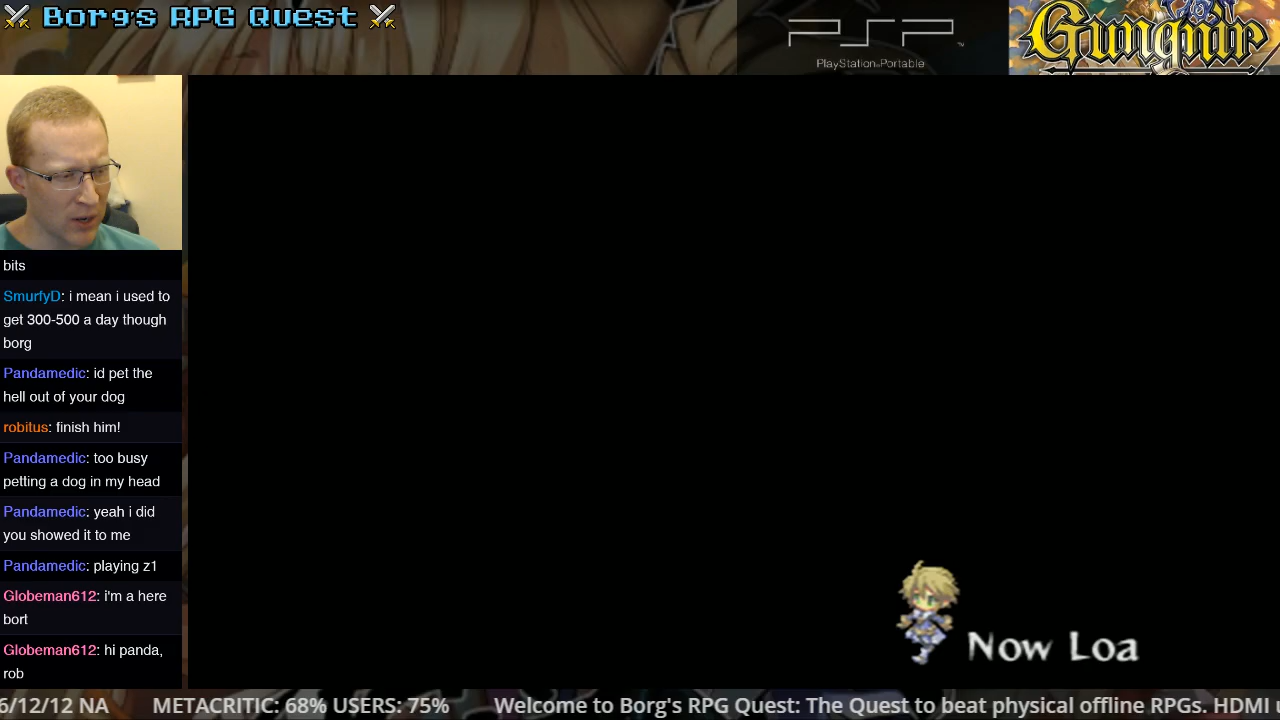 Borg's RPG Quest
PSP
PlayStation Portable
Gungnir
bits
SmurfyD: i mean i used to
get 300-500 a day though
borg
Pandamedic: id pet the
hell out of your dog
robitus: finish him!
Pandamedic: too busy
petting a dog in my head
Pandamedic: yeah i did
you showed it to me
Pandamedic: playing z1
Globeman612: i'm a here
bort
Globeman612: hi panda,
rob
Now Loa
6/12/12 NA METACRITIC: 68% USERS: 75% Welcome to Borg's RPG Quest: The Quest to beat physical offline RPGs. HDMI u